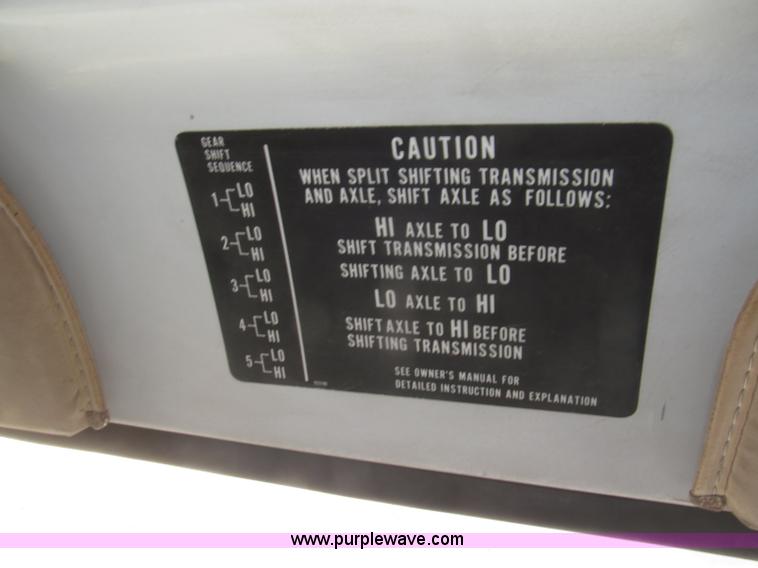 GEAR
SHIFT
SEQUENCE
1 LO
HI
2 LO
HI
3 LO
HI
4 LO
HI
5 LO
HI
CAUTION
WHEN SPLIT SHIFTING TRANSMISSION
AND AXLE, SHIFT AXLE AS FOLLOWS:
HI AXLE TO LO
SHIFT TRANSMISSION BEFORE
SHIFTING AXLE TO LO
LO AXLE TO HI
SHIFT AXLE TO HI BEFORE
SHIFTING TRANSMISSION
SEE OWNER'S MANUAL FOR
DETAILED INSTRUCTION AND EXPLANATION
www.purplewave.com